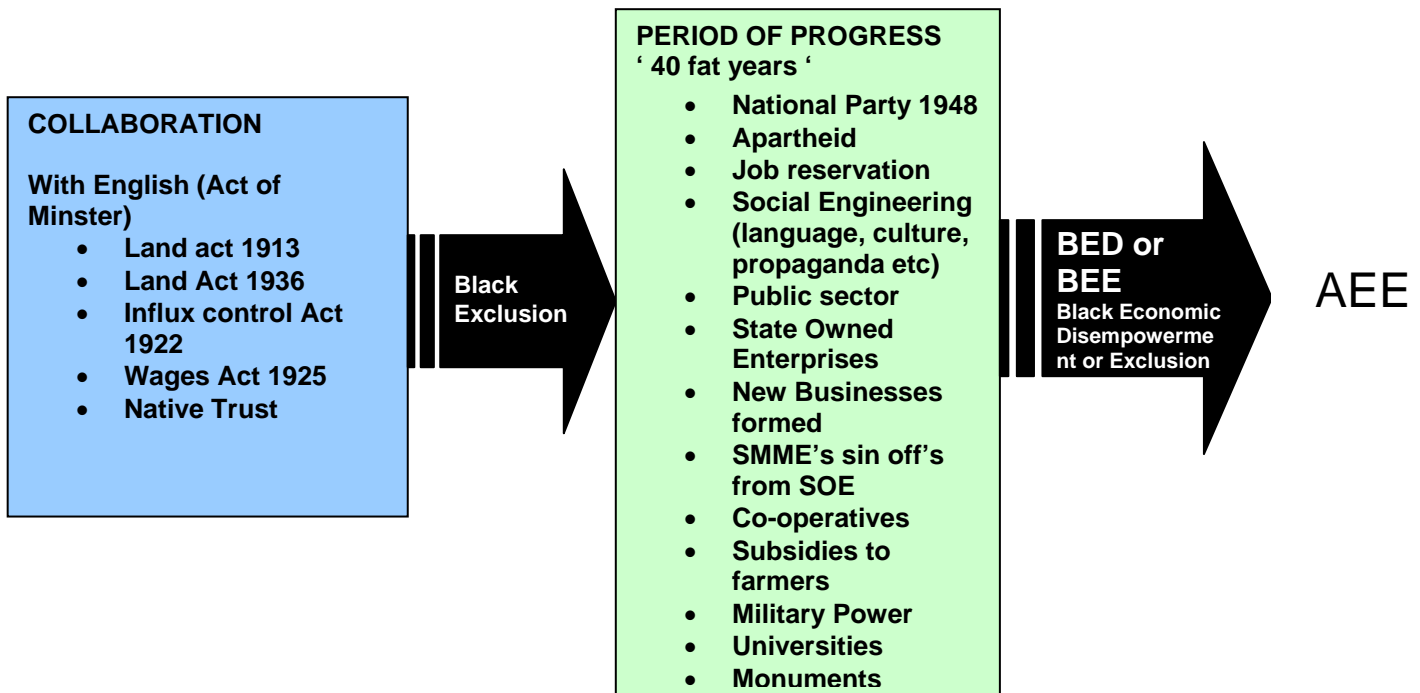 COLLABORATION
With English (Act of
Minster)
• Land act 1913
• Land Act 1936
• Influx control Act
1922
• Wages Act 1925
• Native Trust
Black
Exclusion
PERIOD OF PROGRESS
‘ 40 fat years ‘
• National Party 1948
• Apartheid
• Job reservation
• Social Engineering
(language, culture,
propaganda etc)
• Public sector
• State Owned
Enterprises
• New Businesses
formed
• SMME’s sin off’s
from SOE
• Co-operatives
• Subsidies to
farmers
• Military Power
• Universities
• Monuments
BED or
BEE
Black Economic
Disempowerme
nt or Exclusion
AEE